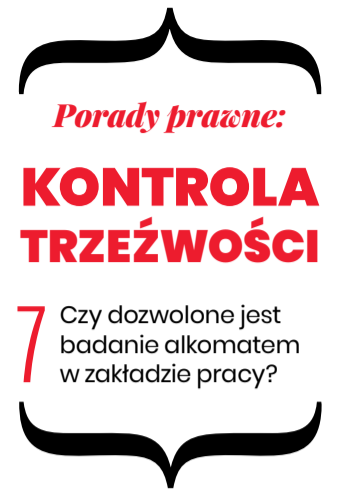 Porady prawne:
KONTROLA
TRZEŹWOŚCI
7 Czy dozwolone jest
badanie alkomatem
w zakładzie pracy?